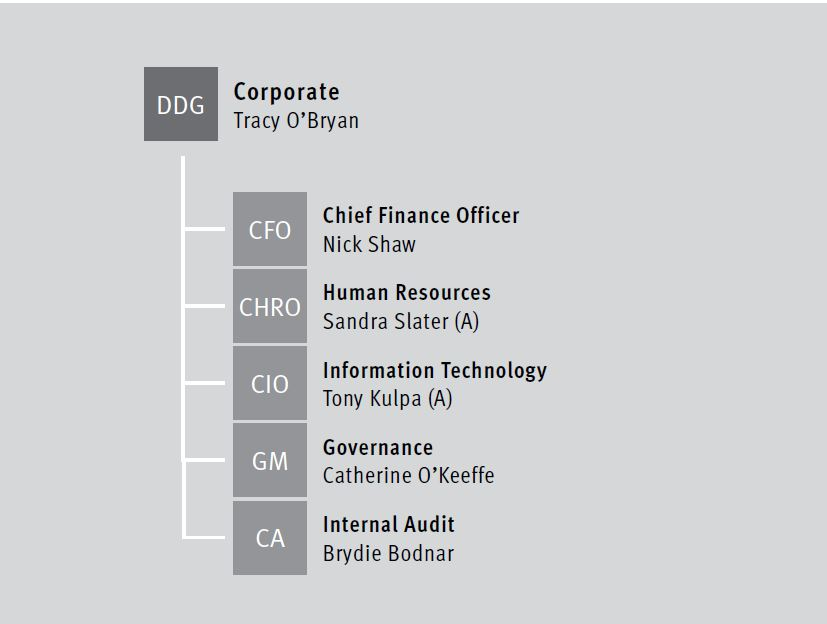 DDG
Corporate
Tracy O’Bryan
CFO
Chief Finance Officer
Nick Shaw
CHRO
Human Resources
Sandra Slater (A)
CIO
Information Technology
Tony Kulpa (A)
GM
Governance
Catherine O’Keeffe
CA
Internal Audit
Brydie Bodnar